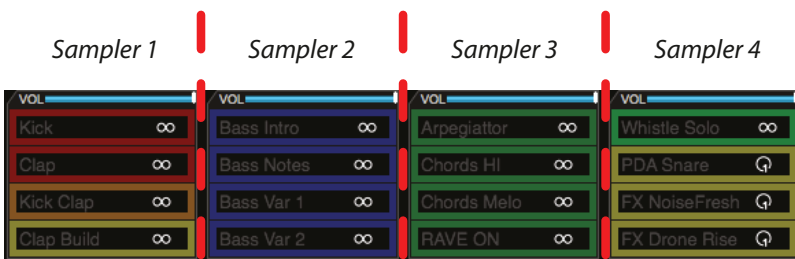 Sampler 1 Sampler 2 Sampler 3 Sampler 4
VOL VOL VOL VOL
Kick ∞ Bass Intro ∞ Arpegiattor ∞ Whistle Solo ∞
Clap ∞ Bass Notes ∞ Chords HI ∞ PDA Snare
Kick Clap ∞ Bass Var 1 ∞ Chords Melo ∞ FX NoiseFresh
Clap Build ∞ Bass Var 2 ∞ RAVE ON ∞ FX Drone Rise